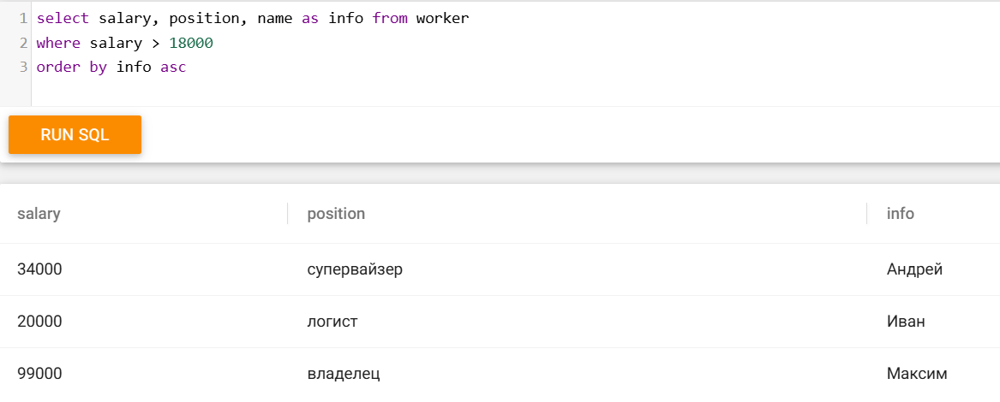 1 select salary, position, name as info from worker
2 where salary > 18000
3 order by info asc
RUN SQL
salary position info
34000 супервайзер Андрей
20000 логист Иван
99000 владелец Максим